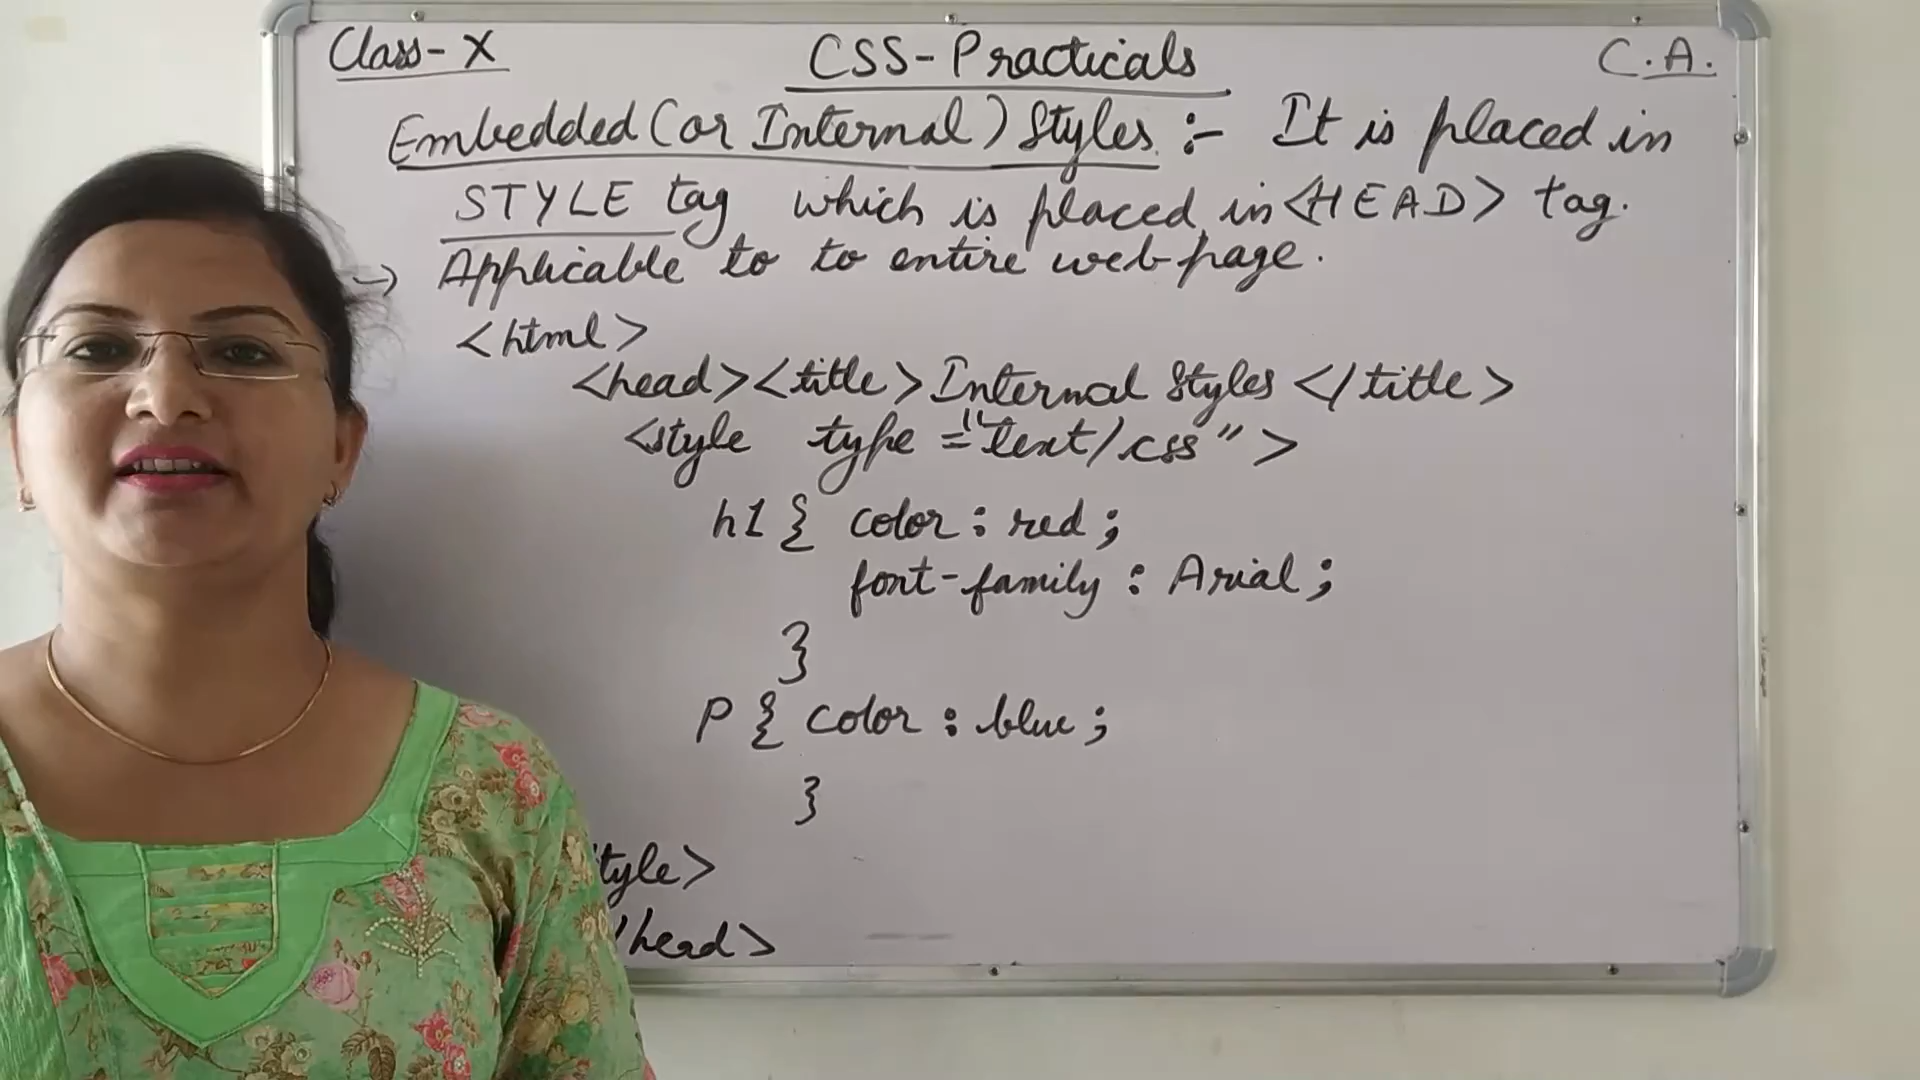 Class-X CSS-Practicals C.A.
Embedded (or Internal) Styles :- It is placed in
STYLE tag which is placed in <HEAD> tag.
→ Applicable to to entire web page.
<html>
<head><title>Internal Styles </title>
<style type="text/css">
h1 { color : red ;
font-family : Arial ;
}
P { color : blue ;
}
tyle>
/head>